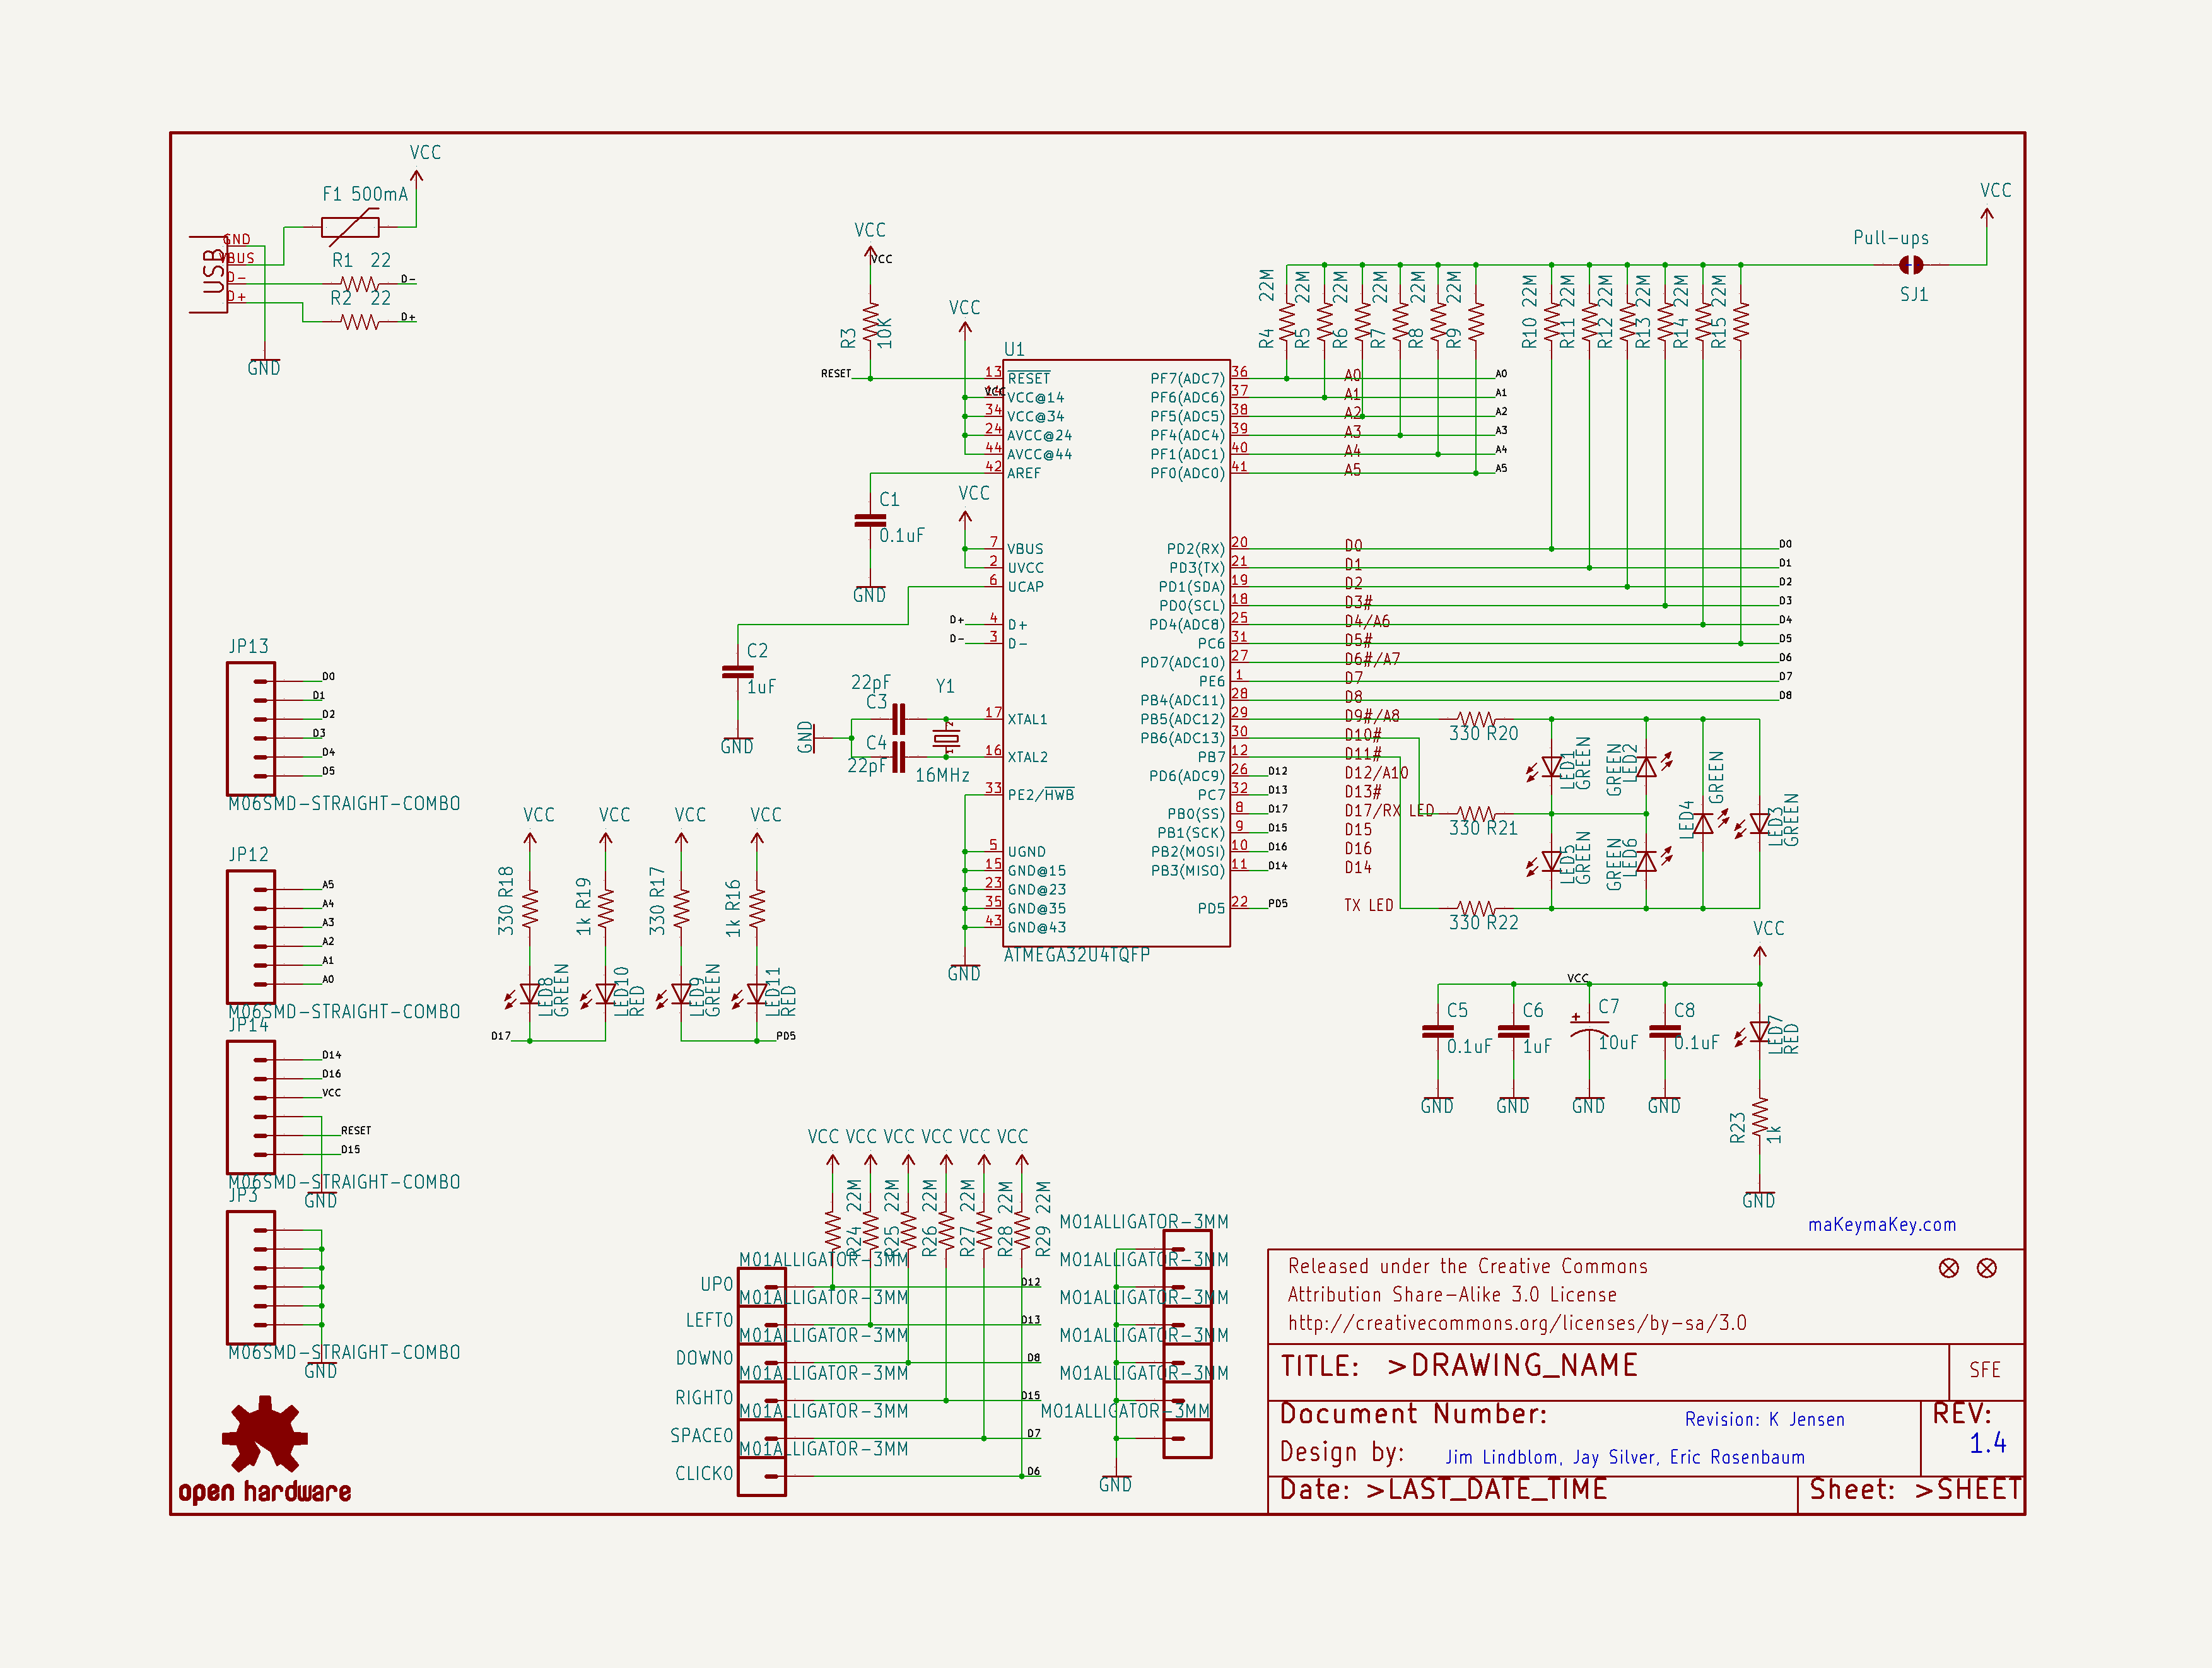 VCC
F1 500mA
GND
VBUS
D-
D+
USB
R1 22
R2 22
D-
D+
GND
VCC
VCC
R3
10K
RESET
VCC
VCC
U1
13 RESET
VCC@14
34 VCC@34
24 AVCC@24
44 AVCC@44
42 AREF
C1
0.1uF
GND
VCC
7 VBUS
2 UVCC
6 UCAP
D+ 4 D+
D- 3 D-
C2
1uF
GND
22pF
C3
Y1
2
1
C4
22pF
16MHz
GND
17 XTAL1
16 XTAL2
33 PE2/HWB
5 UGND
15 GND@15
23 GND@23
35 GND@35
43 GND@43
GND
ATMEGA32U4TQFP
PF7(ADC7) 36 A0 A0
PF6(ADC6) 37 A1 A1
PF5(ADC5) 38 A2 A2
PF4(ADC4) 39 A3 A3
PF1(ADC1) 40 A4 A4
PF0(ADC0) 41 A5 A5
PD2(RX) 20 D0 D0
PD3(TX) 21 D1 D1
PD1(SDA) 19 D2 D2
PD0(SCL) 18 D3# D3
PD4(ADC8) 25 D4/A6 D4
PC6 31 D5# D5
PD7(ADC10) 27 D6#/A7 D6
PE6 1 D7 D7
PB4(ADC11) 28 D8 D8
PB5(ADC12) 29 D9#/A8
PB6(ADC13) 30 D10#
PB7 12 D11#
PD6(ADC9) 26 D12 D12/A10
PC7 32 D13 D13#
PB0(SS) 8 D17 D17/RX LED
PB1(SCK) 9 D15 D15
PB2(MOSI) 10 D16 D16
PB3(MISO) 11 D14 D14
PD5 22 PD5 TX LED
R4 22M
R5 22M
R6 22M
R7 22M
R8 22M
R9 22M
R10 22M
R11 22M
R12 22M
R13 22M
R14 22M
R15 22M
Pull-ups
SJ1
VCC
330 R20
330 R21
330 R22
LED1 GREEN
GREEN LED2
LED4 GREEN
LED3 GREEN
LED5 GREEN
GREEN LED6
VCC
VCC
C5
0.1uF
GND
C6
1uF
GND
C7
10uF
GND
C8
0.1uF
GND
LED7
RED
R23
1k
GND
JP13
D0
D1
D2
D3
D4
D5
M06SMD-STRAIGHT-COMBO
JP12
A5
A4
A3
A2
A1
A0
M06SMD-STRAIGHT-COMBO
JP14
D14
D16
VCC
RESET
D15
M06SMD-STRAIGHT-COMBO
GND
JP3
M06SMD-STRAIGHT-COMBO
GND
VCC VCC VCC VCC
330 R18
1k R19
330 R17
1k R16
LED8 GREEN
LED10 RED
LED9 GREEN
LED11 RED
D17
PD5
VCC VCC VCC VCC VCC VCC
R24 22M
R25 22M
R26 22M
R27 22M
R28 22M
R29 22M
M01ALLIGATOR-3MM
UP0 D12
M01ALLIGATOR-3MM
LEFT0 D13
M01ALLIGATOR-3MM
DOWN0 D8
M01ALLIGATOR-3MM
RIGHT0 D15
M01ALLIGATOR-3MM
SPACE0 D7
M01ALLIGATOR-3MM
CLICK0 D6
M01ALLIGATOR-3MM
M01ALLIGATOR-3MM
M01ALLIGATOR-3MM
M01ALLIGATOR-3MM
M01ALLIGATOR-3MM
M01ALLIGATOR-3MM
GND
maKeymaKey.com
Released under the Creative Commons
Attribution Share-Alike 3.0 License
http://creativecommons.org/licenses/by-sa/3.0
TITLE: >DRAWING_NAME
SFE
Document Number:
Revision: K Jensen
REV:
1.4
Design by: Jim Lindblom, Jay Silver, Eric Rosenbaum
Date: >LAST_DATE_TIME
Sheet: >SHEET
open hardware